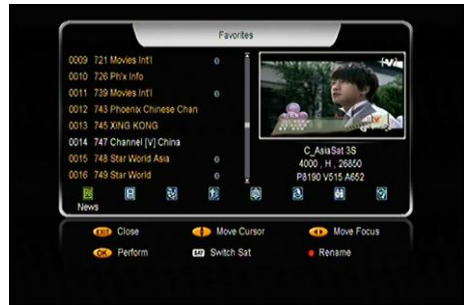 Favorites
0009 721 Movies Int'l
0010 726 Ph'x Info
0011 739 Movies Int'l
0012 743 Phoenix Chinese Chan
0013 745 XING KONG
0014 747 Channel [V] China
0015 748 Star World Asia
0016 749 Star World
[V]
C_AsiaSat 3S
4000 , H , 26850
P8190 V515 A652
News
EXIT Close
Move Cursor
Move Focus
OK Perform
SAT Switch Sat
Rename